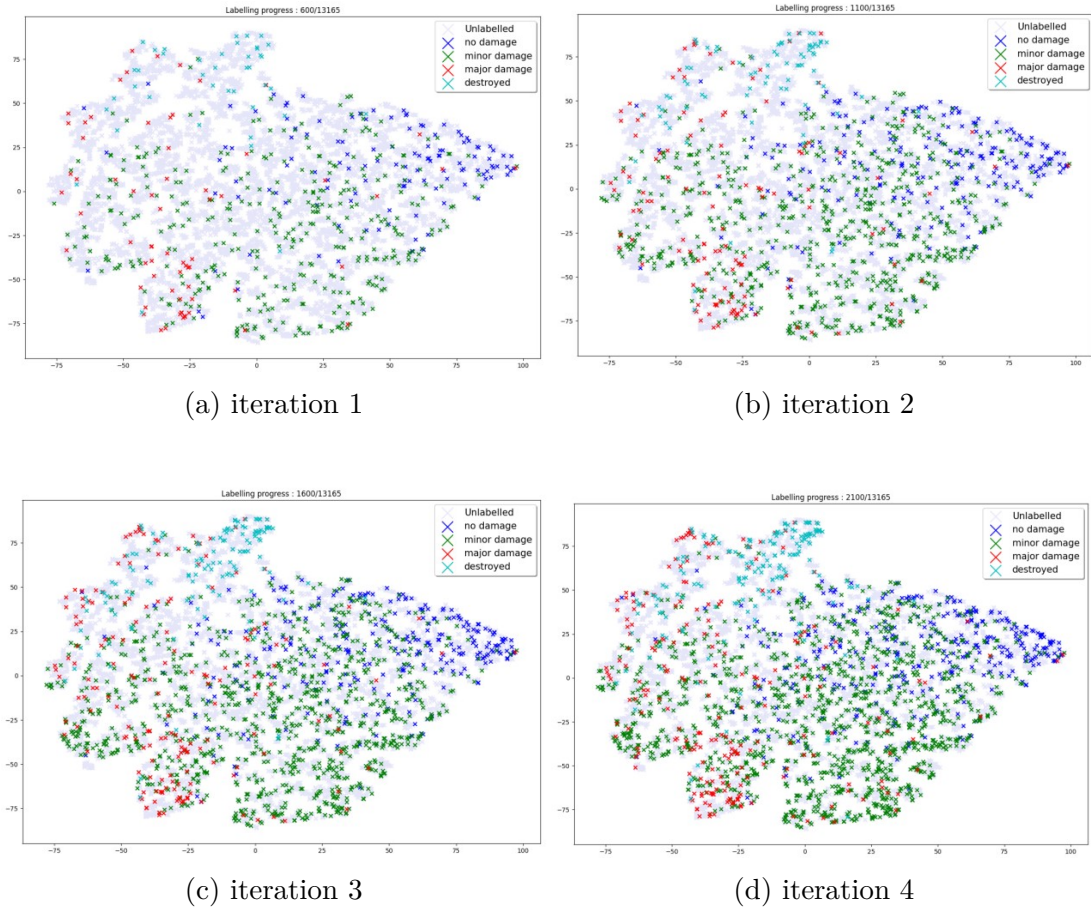 Labelling progress : 600/13165
Unlabelled
no damage
minor damage
major damage
destroyed
75
50
25
0
−25
−50
−75
−75 −50 −25 0 25 50 75 100
(a) iteration 1
Labelling progress : 1100/13165
Unlabelled
no damage
minor damage
major damage
destroyed
75
50
25
0
−25
−50
−75
−75 −50 −25 0 25 50 75 100
(b) iteration 2
Labelling progress : 1600/13165
Unlabelled
no damage
minor damage
major damage
destroyed
75
50
25
0
−25
−50
−75
−75 −50 −25 0 25 50 75 100
(c) iteration 3
Labelling progress : 2100/13165
Unlabelled
no damage
minor damage
major damage
destroyed
75
50
25
0
−25
−50
−75
−75 −50 −25 0 25 50 75 100
(d) iteration 4